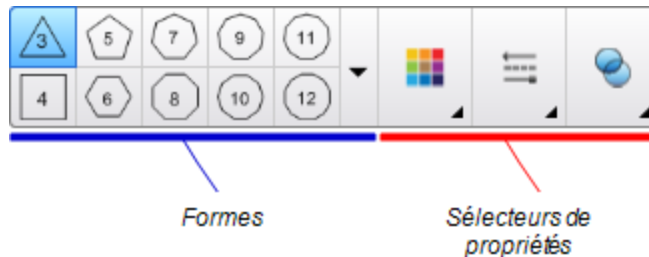 3 5 7 9 11
4 6 8 10 12
Formes
Sélecteurs de
propriétés